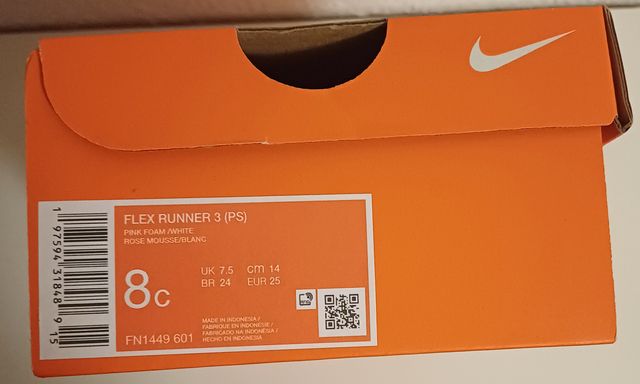 FLEX RUNNER 3 (PS)
PINK FOAM /WHITE
ROSE MOUSSE/BLANC
8C
UK 7.5 cm 14
BR 24 EUR 25
FN1449 601
MADE IN INDONESIA /
FABRIQUE EN INDONESIE /
FABRICADO NA INDONÉSIA /
HECHO EN INDONESIA
1 97594 31848 9 15